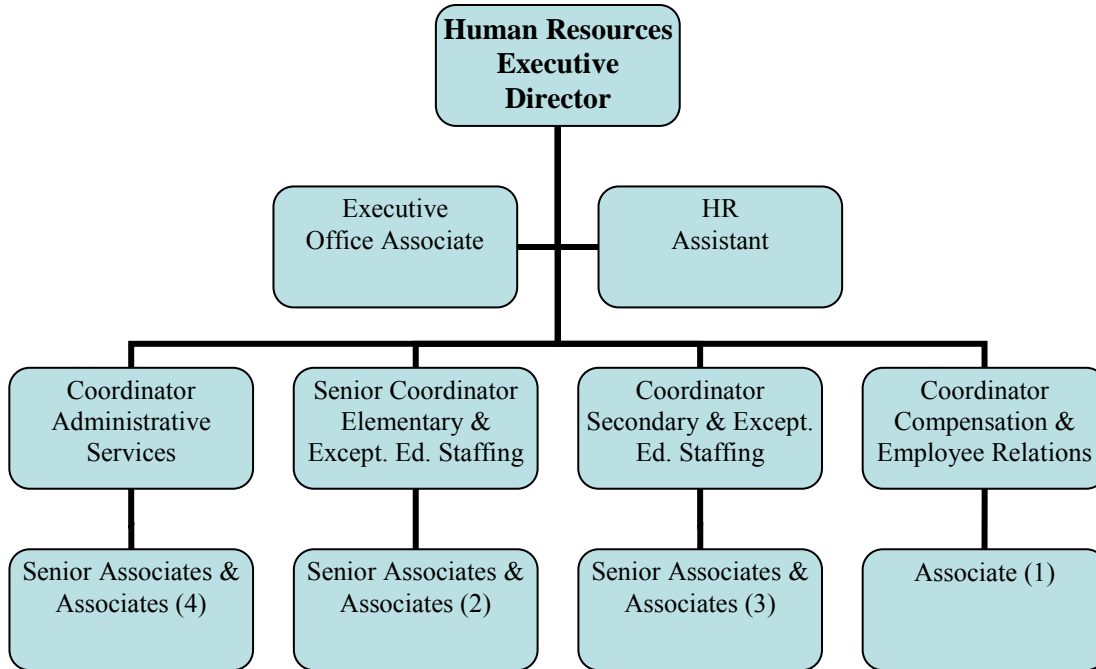 Human Resources
Executive
Director
Executive
Office Associate
HR
Assistant
Coordinator
Administrative
Services
Senior Coordinator
Elementary &
Except. Ed. Staffing
Coordinator
Secondary & Except.
Ed. Staffing
Coordinator
Compensation &
Employee Relations
Senior Associates &
Associates (4)
Senior Associates &
Associates (2)
Senior Associates &
Associates (3)
Associate (1)